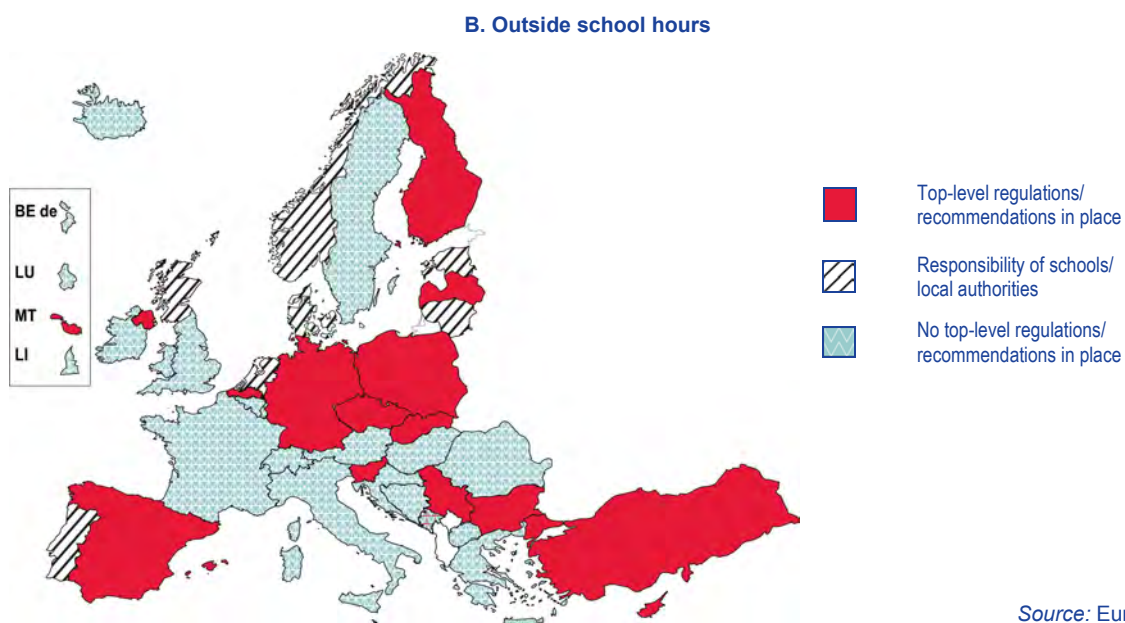 B. Outside school hours
BE de
LU
MT
LI
Top-level regulations/
recommendations in place
Responsibility of schools/
local authorities
No top-level regulations/
recommendations in place
Source: Eur